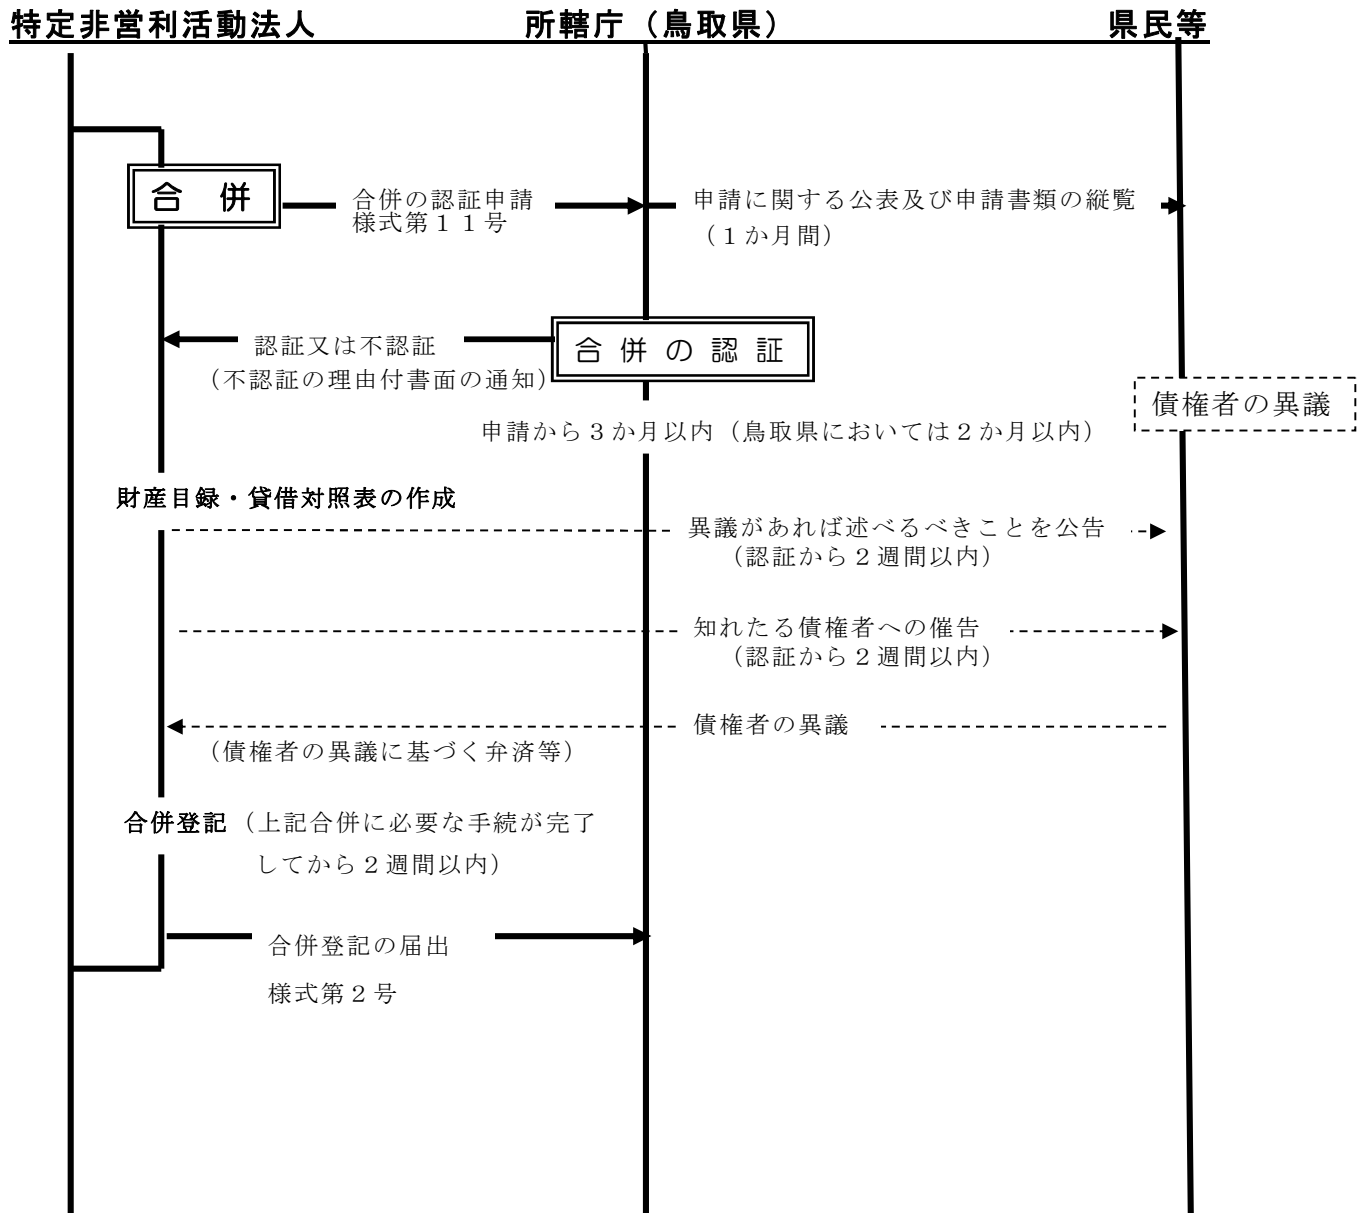 特定非営利活動法人
所轄庁（鳥取県）
県民等
合　併
合併の認証申請
様式第１１号
申請に関する公表及び申請書類の縦覧
（１か月間）
認証又は不認証
（不認証の理由付書面の通知）
合併の認証
申請から３か月以内（鳥取県においては２か月以内）
債権者の異議
財産目録・貸借対照表の作成
異議があれば述べるべきことを公告
（認証から２週間以内）
知れたる債権者への催告
（認証から２週間以内）
債権者の異議
（債権者の異議に基づく弁済等）
合併登記（上記合併に必要な手続が完了
してから２週間以内）
合併登記の届出
様式第２号